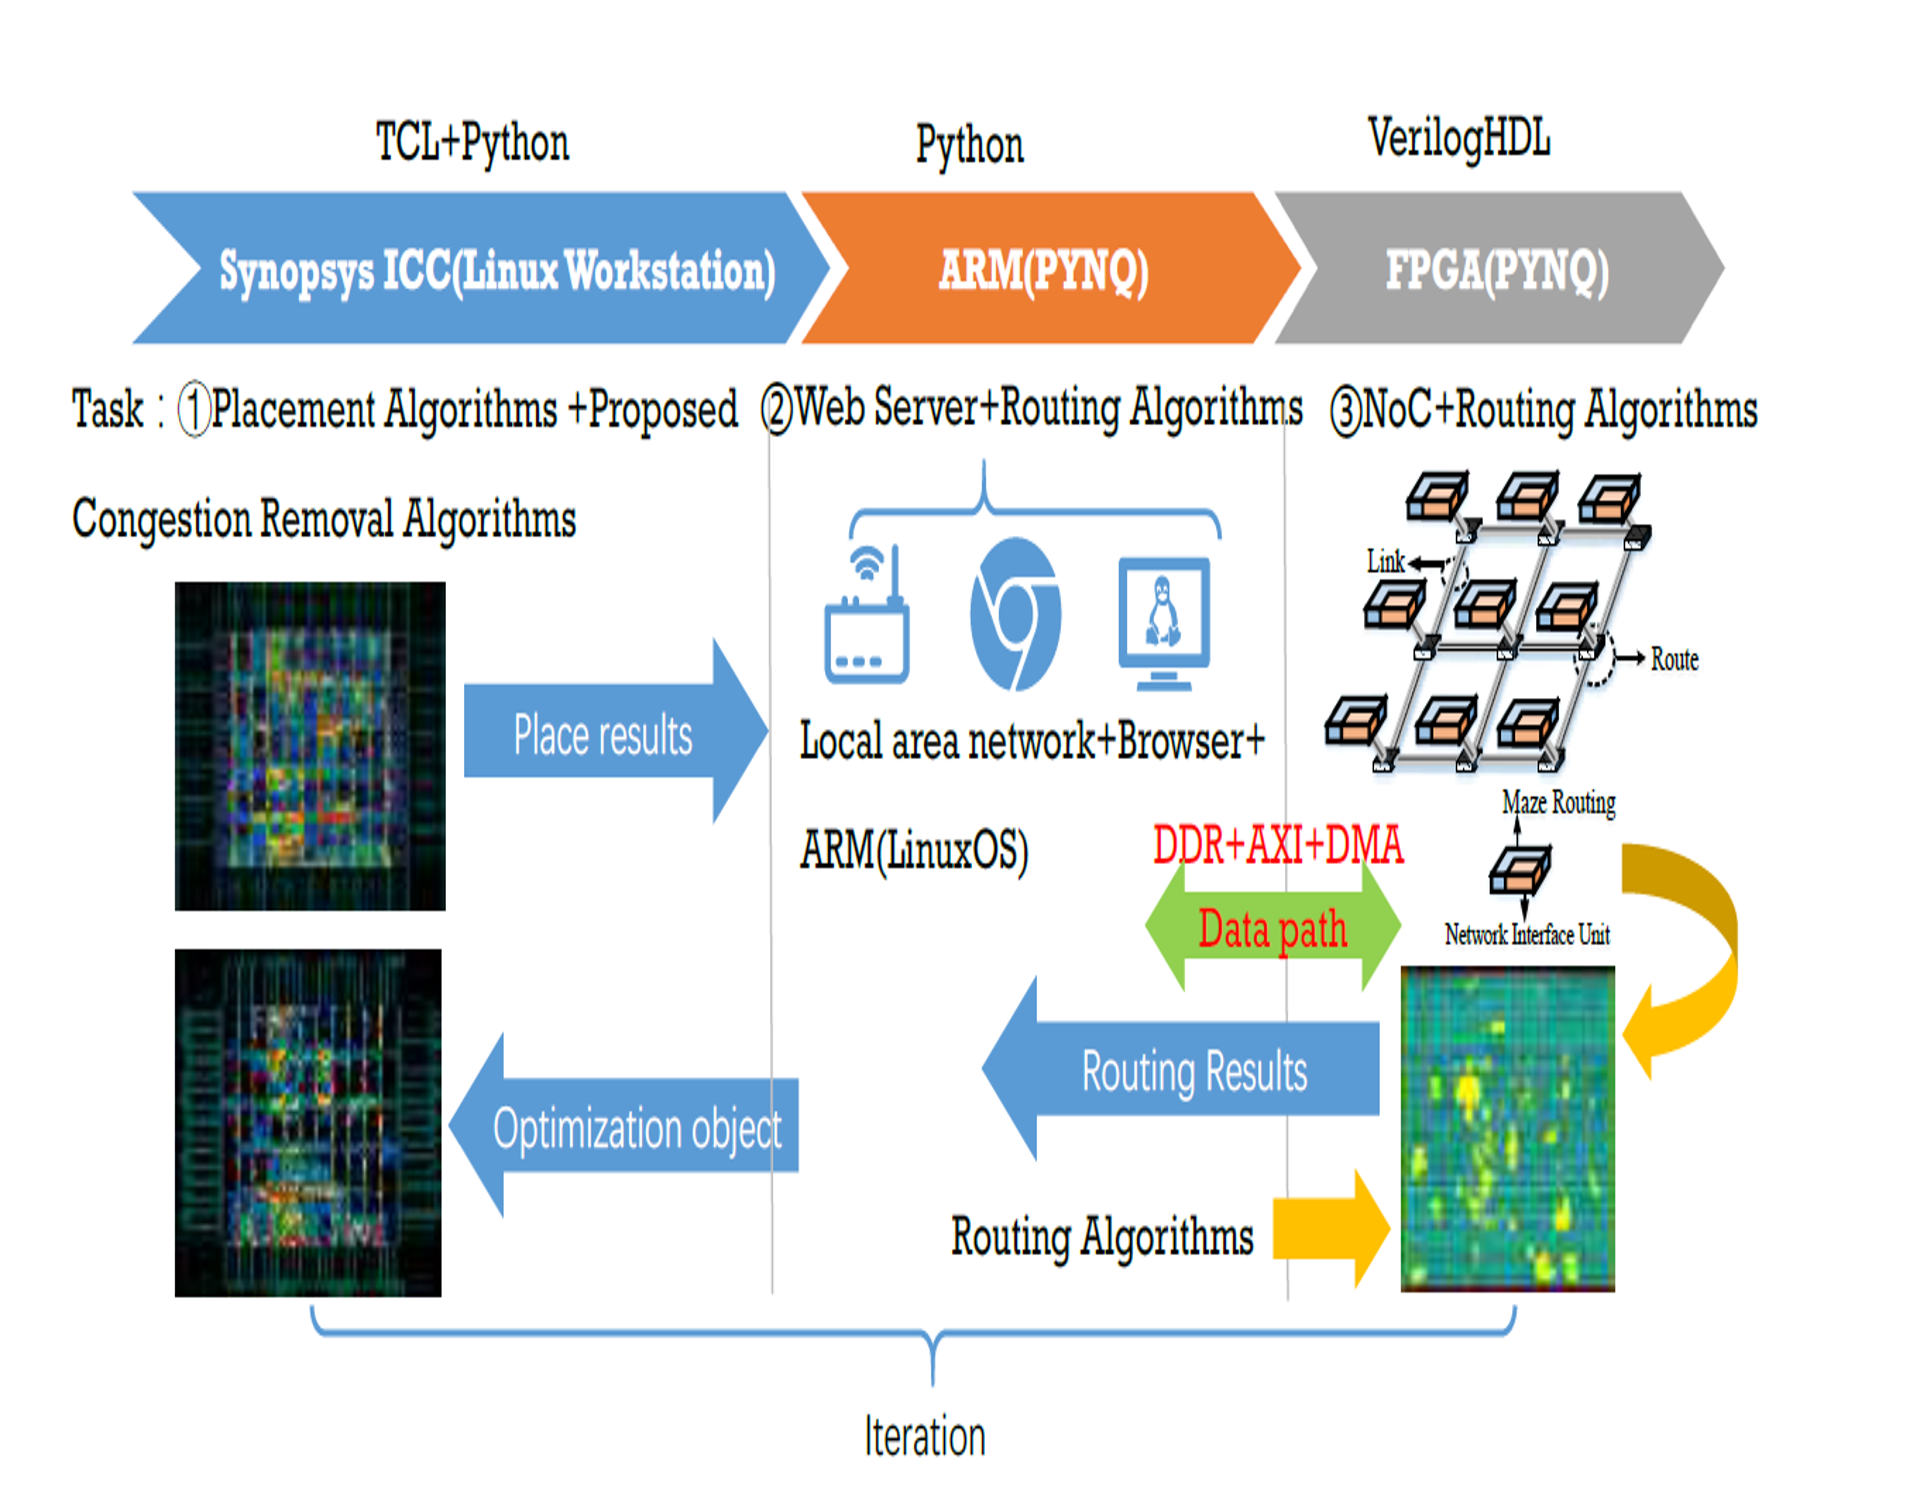 TCL+Python
Python
VerilogHDL
Synopsys ICC(Linux Workstation)
ARM(PYNQ)
FPGA(PYNQ)
Task：①Placement Algorithms +Proposed
Congestion Removal Algorithms
②Web Server+Routing Algorithms
③NoC+Routing Algorithms
Link
Route
Place results
Local area network+Browser+
ARM(LinuxOS)
Maze Routing
DDR+AXI+DMA
Data path
Network Interface Unit
Routing Results
Optimization object
Routing Algorithms
Iteration